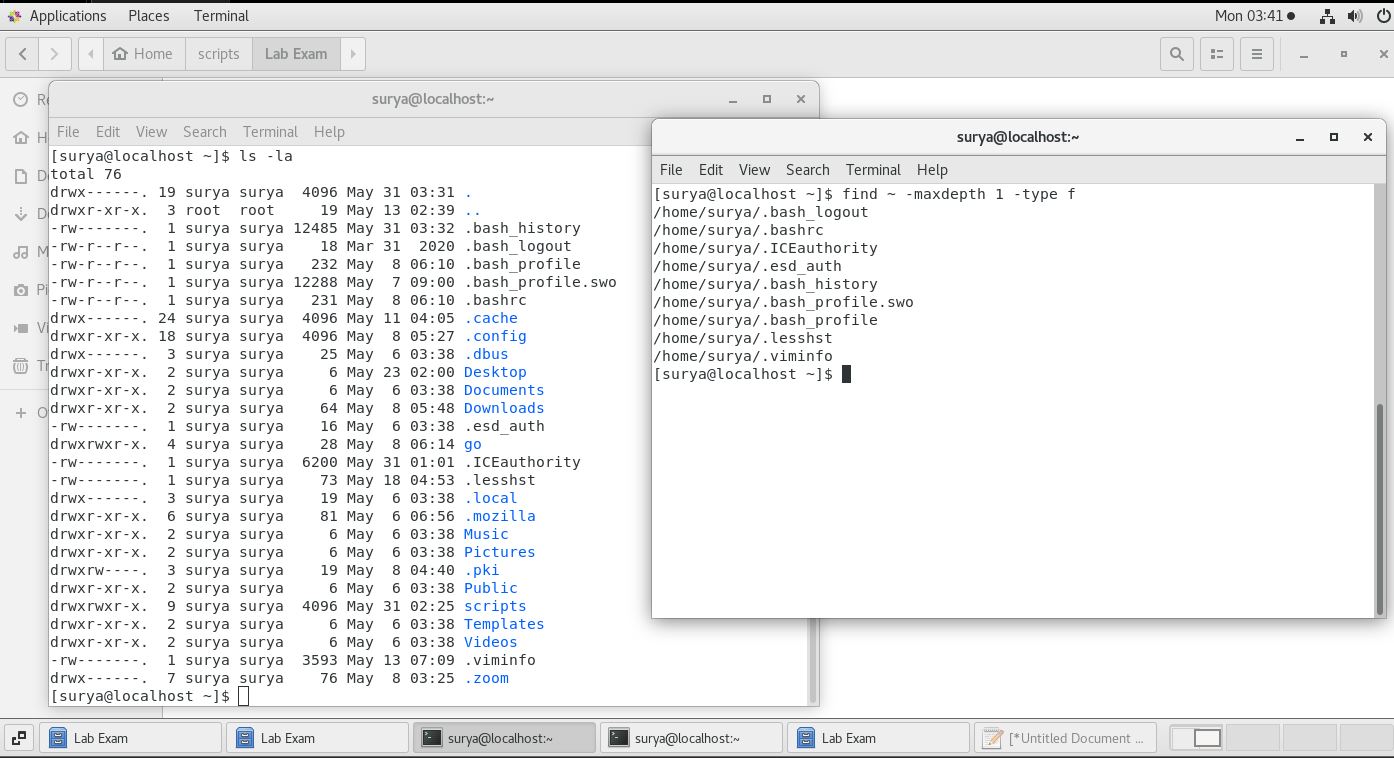 Applications Places Terminal Mon 03:41
Home scripts Lab Exam
surya@localhost:~
File Edit View Search Terminal Help
[surya@localhost ~]$ ls -la
total 76
drwx------. 19 surya surya  4096 May 31 03:31 .
drwxr-xr-x.  3 root  root     19 May 13 02:39 ..
-rw-------.  1 surya surya 12485 May 31 03:32 .bash_history
-rw-r--r--.  1 surya surya    18 Mar 31  2020 .bash_logout
-rw-r--r--.  1 surya surya   232 May  8 06:10 .bash_profile
-rw-r--r--.  1 surya surya 12288 May  7 09:00 .bash_profile.swo
-rw-r--r--.  1 surya surya   231 May  8 06:10 .bashrc
drwx------. 24 surya surya  4096 May 11 04:05 .cache
drwxr-xr-x. 18 surya surya  4096 May  8 05:27 .config
drwx------.  3 surya surya    25 May  6 03:38 .dbus
drwxr-xr-x.  2 surya surya     6 May 23 02:00 Desktop
drwxr-xr-x.  2 surya surya     6 May  6 03:38 Documents
drwxr-xr-x.  2 surya surya    64 May  8 05:48 Downloads
-rw-------.  1 surya surya    16 May  6 03:38 .esd_auth
drwxrwxr-x.  4 surya surya    28 May  8 06:14 go
-rw-------.  1 surya surya  6200 May 31 01:01 .ICEauthority
-rw-------.  1 surya surya    73 May 18 04:53 .lesshst
drwx------.  3 surya surya    19 May  6 03:38 .local
drwxr-xr-x.  6 surya surya    81 May  6 06:56 .mozilla
drwxr-xr-x.  2 surya surya     6 May  6 03:38 Music
drwxr-xr-x.  2 surya surya     6 May  6 03:38 Pictures
drwxrw----.  3 surya surya    19 May  8 04:40 .pki
drwxr-xr-x.  2 surya surya     6 May  6 03:38 Public
drwxrwxr-x.  9 surya surya  4096 May 31 02:25 scripts
drwxr-xr-x.  2 surya surya     6 May  6 03:38 Templates
drwxr-xr-x.  2 surya surya     6 May  6 03:38 Videos
-rw-------.  1 surya surya  3593 May 13 07:09 .viminfo
drwx------.  7 surya surya    76 May  8 03:25 .zoom
[surya@localhost ~]$
surya@localhost:~
File Edit View Search Terminal Help
[surya@localhost ~]$ find ~ -maxdepth 1 -type f
/home/surya/.bash_logout
/home/surya/.bashrc
/home/surya/.ICEauthority
/home/surya/.esd_auth
/home/surya/.bash_history
/home/surya/.bash_profile.swo
/home/surya/.bash_profile
/home/surya/.lesshst
/home/surya/.viminfo
[surya@localhost ~]$
Lab Exam Lab Exam surya@localhost:~ surya@localhost:~ Lab Exam [*Untitled Document ...